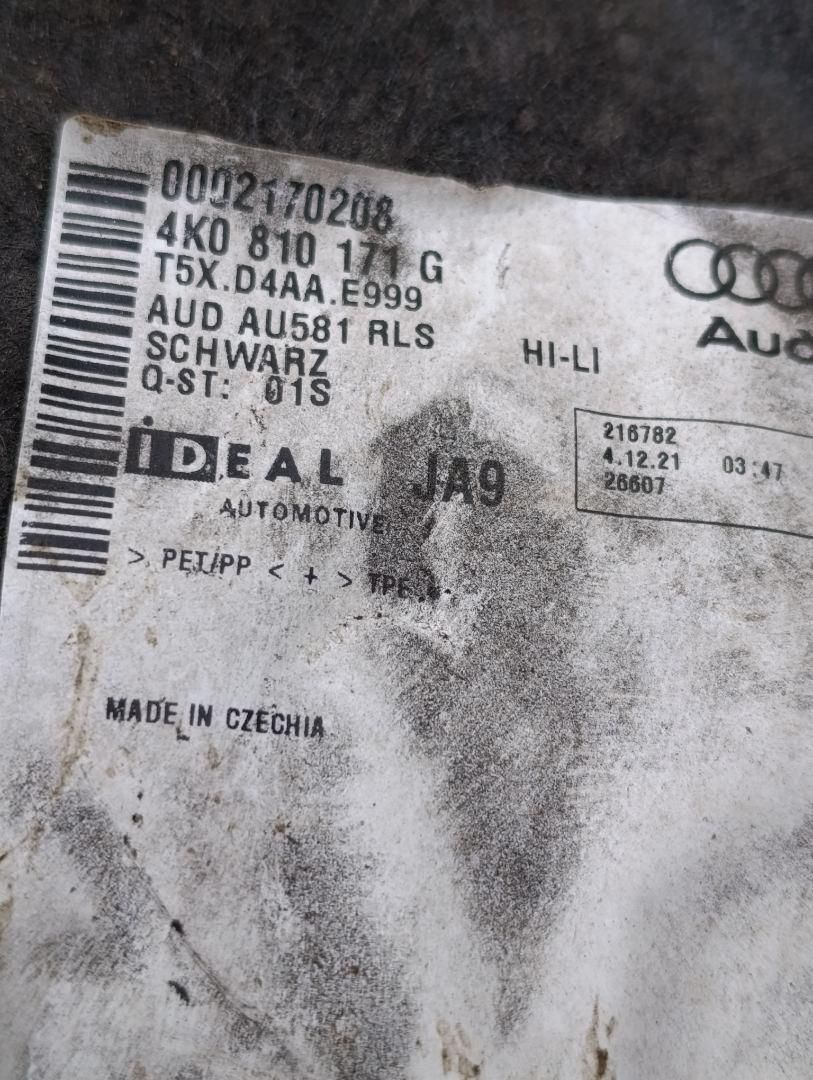 0002170208
4K0 810 171 G
T5X.D4AA.E999
AUD AU581 RLS
SCHWARZ
Q-ST: 01S
HI-LI
Aud
216782
4.12.21 03:47
26607
IDEAL
AUTOMOTIVE
JA9
> PET/PP < + > TPE
MADE IN CZECHIA